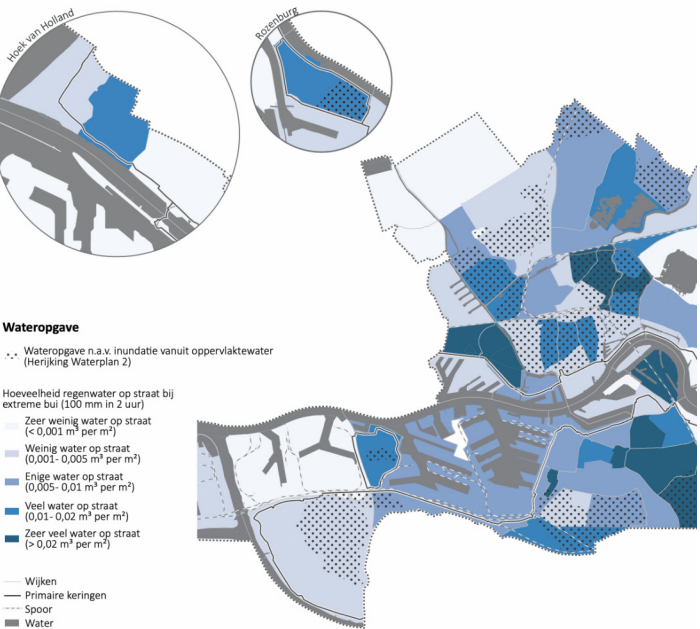 Hoek van Holland
Rozenburg
Wateropgave
Wateropgave n.a.v. inundatie vanuit oppervlaktewater
(Herijking Waterplan 2)
Hoeveelheid regenwater op straat bij
extreme bui (100 mm in 2 uur)
Zeer weinig water op straat
(< 0,001 m³ per m²)
Weinig water op straat
(0,001- 0,005 m³ per m²)
Enige water op straat
(0,005- 0,01 m³ per m²)
Veel water op straat
(0,01- 0,02 m³ per m²)
Zeer veel water op straat
(> 0,02 m³ per m²)
Wijken
Primaire keringen
Spoor
Water